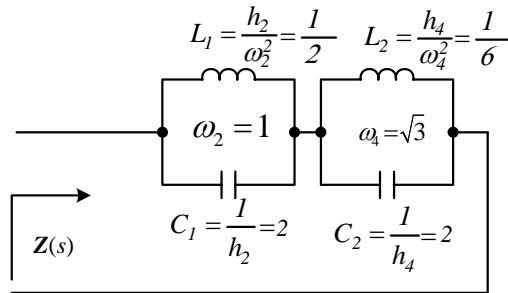 L₁ = h₂/ω₂² = 1/2
L₂ = h₄/ω₄² = 1/6
ω₂ = 1
ω₄ = √3
C₁ = 1/h₂ = 2
C₂ = 1/h₄ = 2
Z(s)